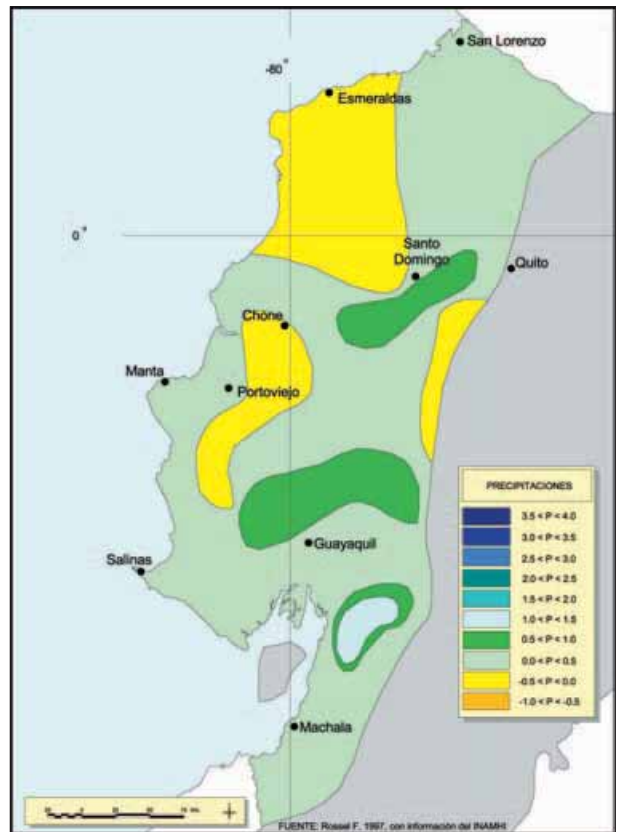 San Lorenzo
-80°
Esmeraldas
0°
Santo
Domingo
Quito
Chone
Manta
Portoviejo
PRECIPITACIONES
3.5 < P < 4.0
3.0 < P < 3.5
2.5 < P < 3.0
2.0 < P < 2.5
1.5 < P < 2.0
1.0 < P < 1.5
0.5 < P < 1.0
0.0 < P < 0.5
-0.5 < P < 0.0
-1.0 < P < -0.5
Guayaquil
Salinas
Machala
FUENTE: Rossel F. 1997, con información del INAMHI